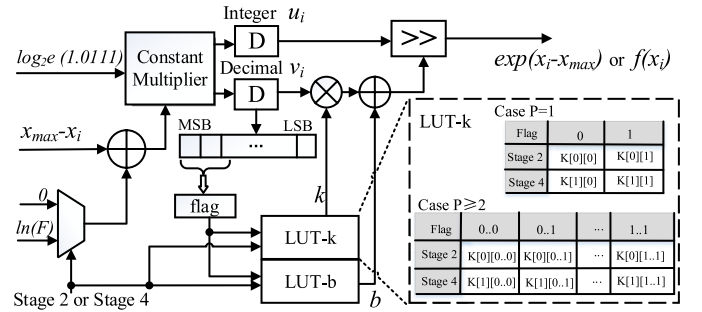 Integer u_i
log_2e (1.0111)
Constant Multiplier
D
>>
exp(x_i-x_max) or f(x_i)
Decimal v_i
D
MSB
LSB
...
x_max-x_i
flag
0
ln(F)
k
LUT-k
LUT-b
b
Stage 2 or Stage 4
LUT-k
Case P=1
Flag 0 1
Stage 2 K[0][0] K[0][1]
Stage 4 K[1][0] K[1][1]
Case P≥2
Flag 0..0 0..1 ... 1..1
Stage 2 K[0][0..0] K[0][0..1] ... K[0][1..1]
Stage 4 K[1][0..0] K[1][0..1] ... K[1][1..1]